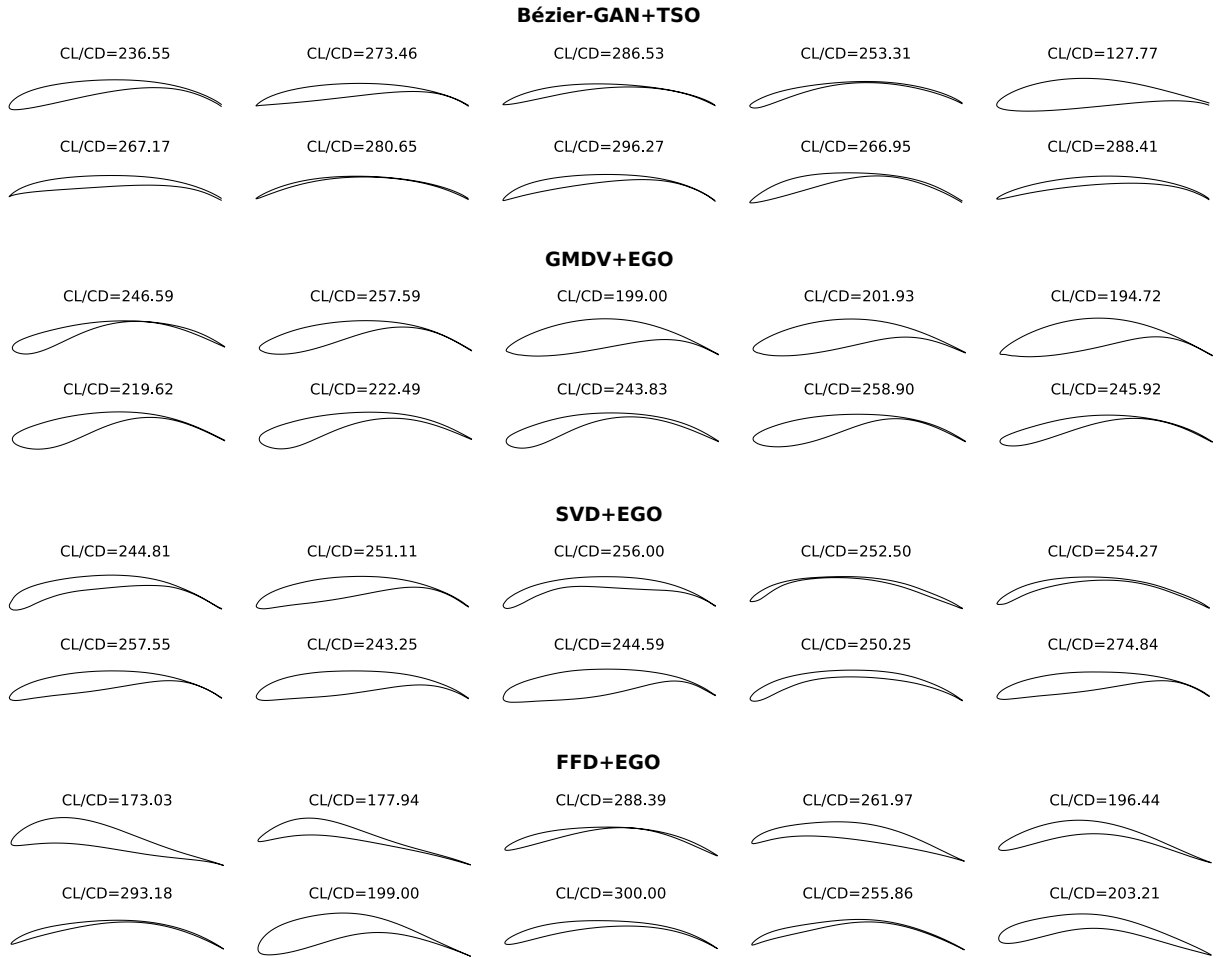 Bézier-GAN+TSO
CL/CD=236.55 CL/CD=273.46 CL/CD=286.53 CL/CD=253.31 CL/CD=127.77
CL/CD=267.17 CL/CD=280.65 CL/CD=296.27 CL/CD=266.95 CL/CD=288.41
GMDV+EGO
CL/CD=246.59 CL/CD=257.59 CL/CD=199.00 CL/CD=201.93 CL/CD=194.72
CL/CD=219.62 CL/CD=222.49 CL/CD=243.83 CL/CD=258.90 CL/CD=245.92
SVD+EGO
CL/CD=244.81 CL/CD=251.11 CL/CD=256.00 CL/CD=252.50 CL/CD=254.27
CL/CD=257.55 CL/CD=243.25 CL/CD=244.59 CL/CD=250.25 CL/CD=274.84
FFD+EGO
CL/CD=173.03 CL/CD=177.94 CL/CD=288.39 CL/CD=261.97 CL/CD=196.44
CL/CD=293.18 CL/CD=199.00 CL/CD=300.00 CL/CD=255.86 CL/CD=203.21